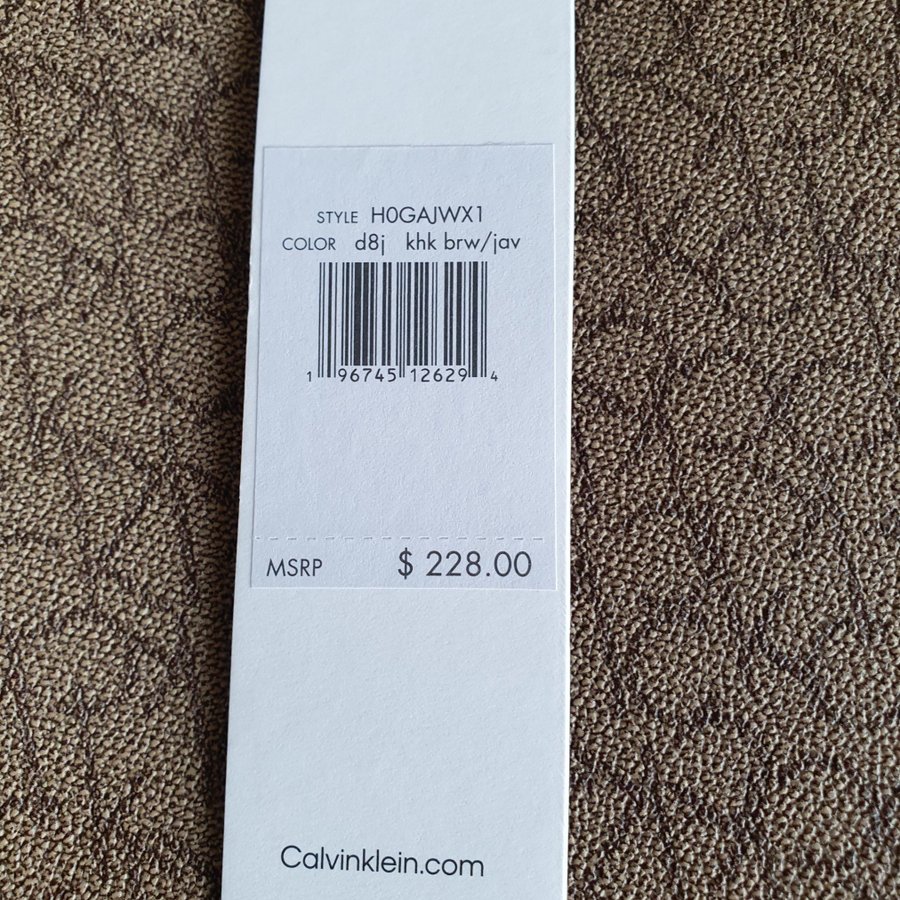 STYLE H0GAJWX1
COLOR d8j khk brw/jav
1 96745 12629 4
MSRP $ 228.00
Calvinklein.com